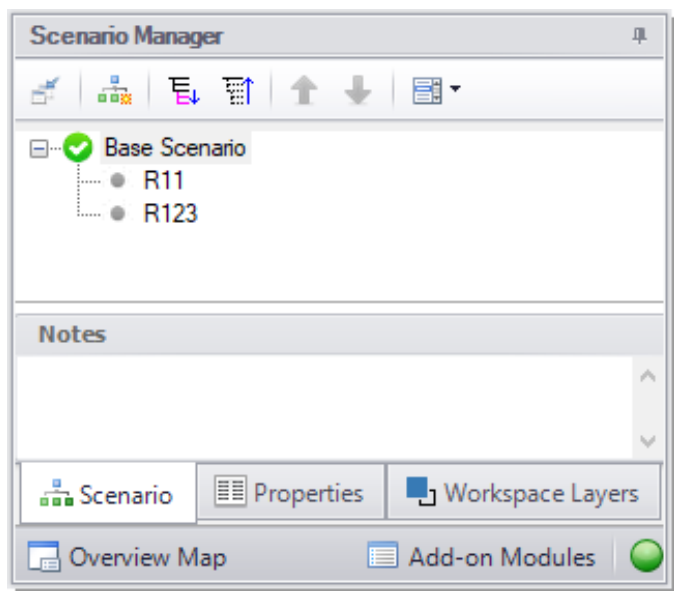 Scenario Manager
Base Scenario
R11
R123
Notes
Scenario Properties Workspace Layers
Overview Map Add-on Modules